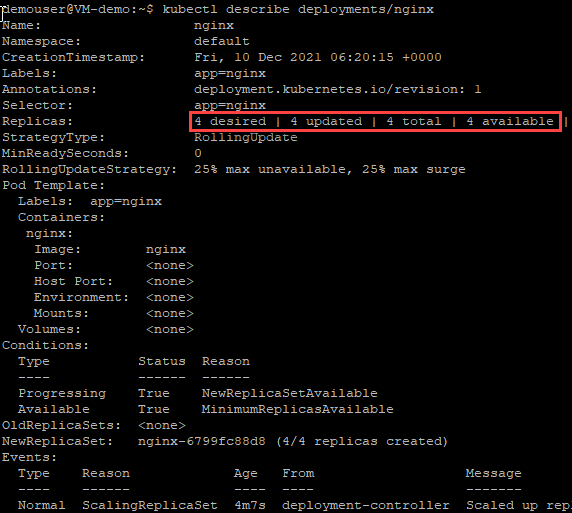 demouser@VM-demo:~$ kubectl describe deployments/nginx
Name:                   nginx
Namespace:              default
CreationTimestamp:      Fri, 10 Dec 2021 06:20:15 +0000
Labels:                 app=nginx
Annotations:            deployment.kubernetes.io/revision: 1
Selector:               app=nginx
Replicas:               4 desired | 4 updated | 4 total | 4 available |
StrategyType:           RollingUpdate
MinReadySeconds:        0
RollingUpdateStrategy:  25% max unavailable, 25% max surge
Pod Template:
  Labels:  app=nginx
  Containers:
   nginx:
    Image:        nginx
    Port:         <none>
    Host Port:    <none>
    Environment:  <none>
    Mounts:       <none>
  Volumes:        <none>
Conditions:
  Type           Status  Reason
  ----           ------  ------
  Progressing    True    NewReplicaSetAvailable
  Available      True    MinimumReplicasAvailable
OldReplicaSets:  <none>
NewReplicaSet:   nginx-6799fc88d8 (4/4 replicas created)
Events:
  Type    Reason             Age   From                   Message
  ----    ------             ----  ----                   -------
  Normal  ScalingReplicaSet  4m7s  deployment-controller  Scaled up repl